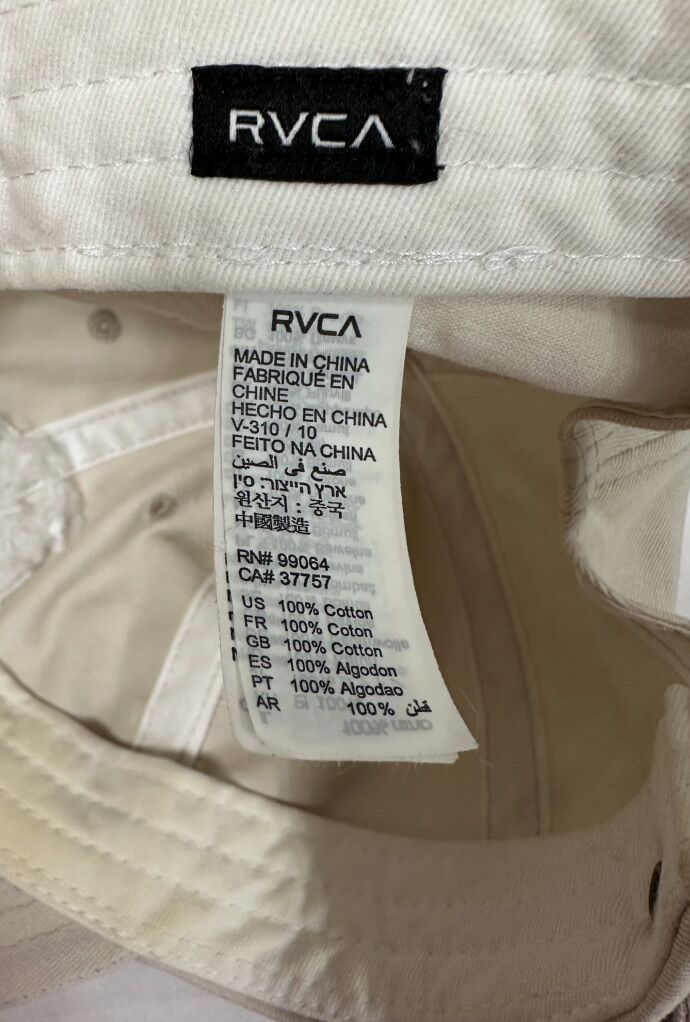 RVCA
RVCA
MADE IN CHINA
FABRIQUÉ EN
CHINE
HECHO EN CHINA
V-310 / 10
FEITO NA CHINA
صنع في الصين
ארץ הייצור: סין
원산지 : 중국
中國製造
RN# 99064
CA# 37757
US 100% Cotton
FR 100% Coton
GB 100% Cotton
ES 100% Algodon
PT 100% Algodao
AR 100% قطن